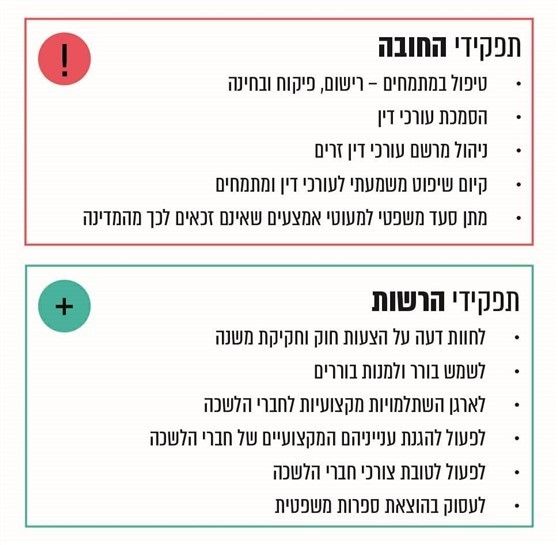 תפקידי החובה
!
• טיפול במתמחים – רישום, פיקוח ובחינה
• הסמכת עורכי דין
• ניהול מרשם עורכי דין זרים
• קיום שיפוט משמעתי לעורכי דין ומתמחים
• מתן סעד משפטי למעוטי אמצעים שאינם זכאים לכך מהמדינה
תפקידי הרשות
+
• לחוות דעה על הצעות חוק וחקיקת משנה
• לשמש בורר ולמנות בוררים
• לארגן השתלמויות מקצועיות לחברי הלשכה
• לפעול להגנת ענייניהם המקצועיים של חברי הלשכה
• לפעול לטובת צורכי חברי הלשכה
• לעסוק בהוצאת ספרות משפטית